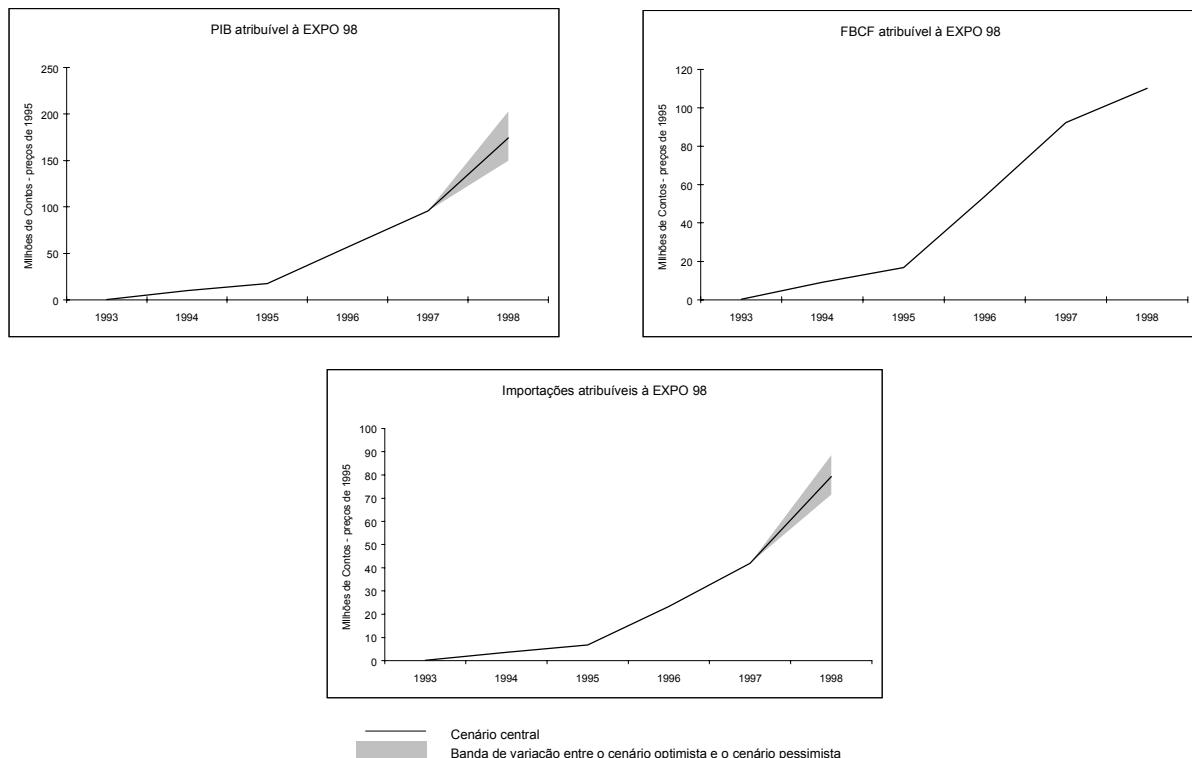 PIB atribuível à EXPO 98
Milhões de Contos - preços de 1995
250
200
150
100
50
0
1993 1994 1995 1996 1997 1998
FBCF atribuível à EXPO 98
Milhões de Contos - preços de 1995
120
100
80
60
40
20
0
1993 1994 1995 1996 1997 1998
Importações atribuíveis à EXPO 98
Milhões de Contos - preços de 1995
100
90
80
70
60
50
40
30
20
10
0
1993 1994 1995 1996 1997 1998
Cenário central
Banda de variação entre o cenário optimista e o cenário pessimista